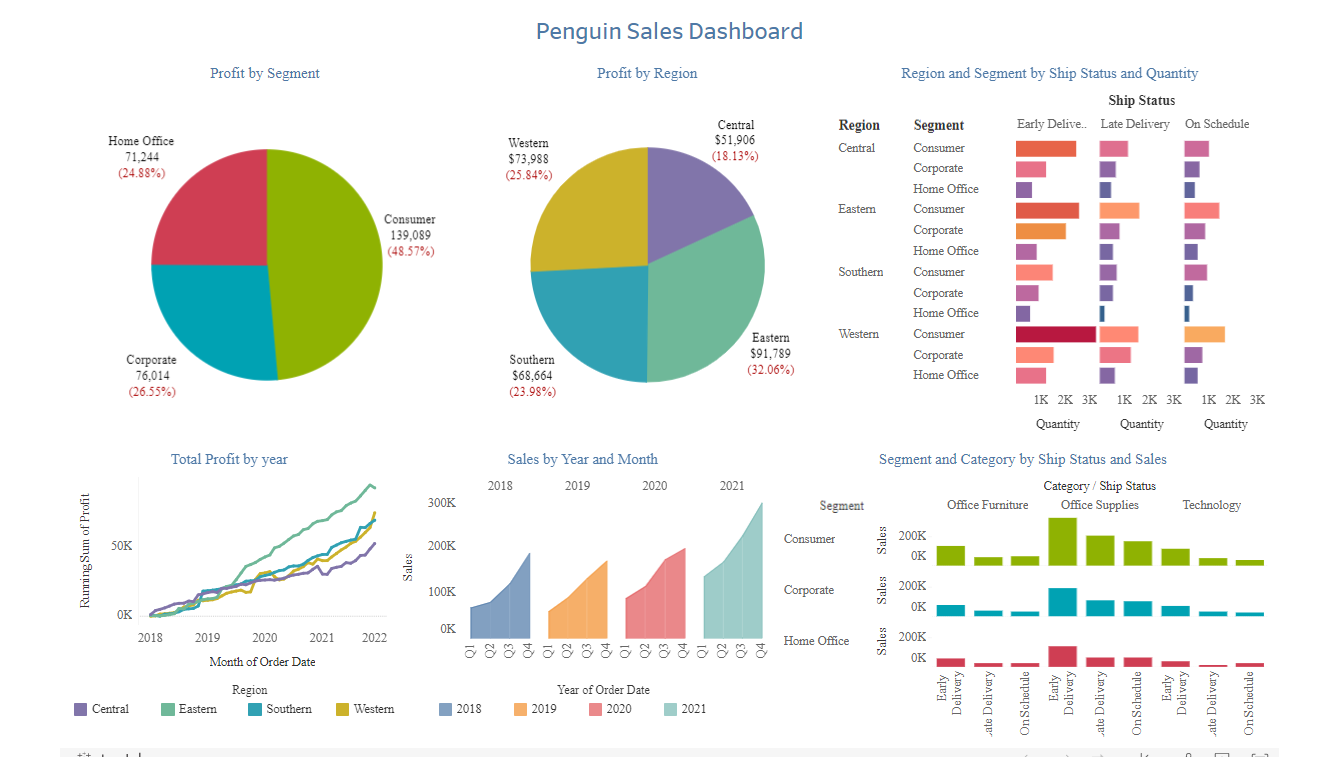 Penguin Sales Dashboard
Profit by Segment
Home Office
71,244
(24.88%)
Consumer
139,089
(48.57%)
Corporate
76,014
(26.55%)
Profit by Region
Central
$51,906
(18.13%)
Western
$73,988
(25.84%)
Eastern
$91,789
(32.06%)
Southern
$68,664
(23.98%)
Region and Segment by Ship Status and Quantity
Ship Status
Region Segment Early Delive.. Late Delivery On Schedule
Central Consumer
Corporate
Home Office
Eastern Consumer
Corporate
Home Office
Southern Consumer
Corporate
Home Office
Western Consumer
Corporate
Home Office
1K 2K 3K 1K 2K 3K 1K 2K 3K
Quantity Quantity Quantity
Total Profit by year
RunningSum of Profit
50K
0K
2018 2019 2020 2021 2022
Month of Order Date
Region
Central Eastern Southern Western
Sales by Year and Month
2018 2019 2020 2021
Sales
300K
200K
100K
0K
Q1 Q2 Q3 Q4 Q1 Q2 Q3 Q4 Q1 Q2 Q3 Q4 Q1 Q2 Q3 Q4
Year of Order Date
2018 2019 2020 2021
Segment and Category by Ship Status and Sales
Category / Ship Status
Segment Office Furniture Office Supplies Technology
Consumer Sales 200K 0K
Corporate Sales 200K 0K
Home Office Sales 200K 0K
Early Delivery .ate Delivery On Schedule Early Delivery .ate Delivery On Schedule Early Delivery .ate Delivery On Schedule